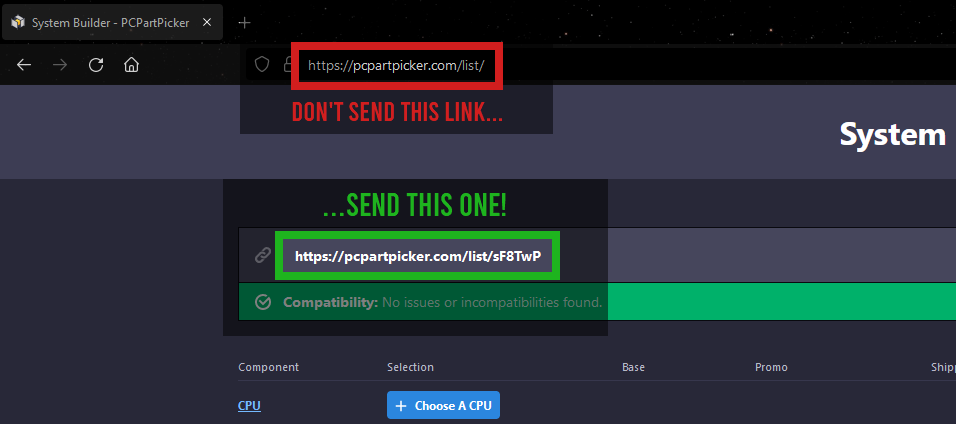 System Builder - PCPartPicker
https://pcpartpicker.com/list/
DON'T SEND THIS LINK...
System
...SEND THIS ONE!
https://pcpartpicker.com/list/sF8TwP
Compatibility: No issues or incompatibilities found.
Component Selection Base Promo Shipp
CPU + Choose A CPU